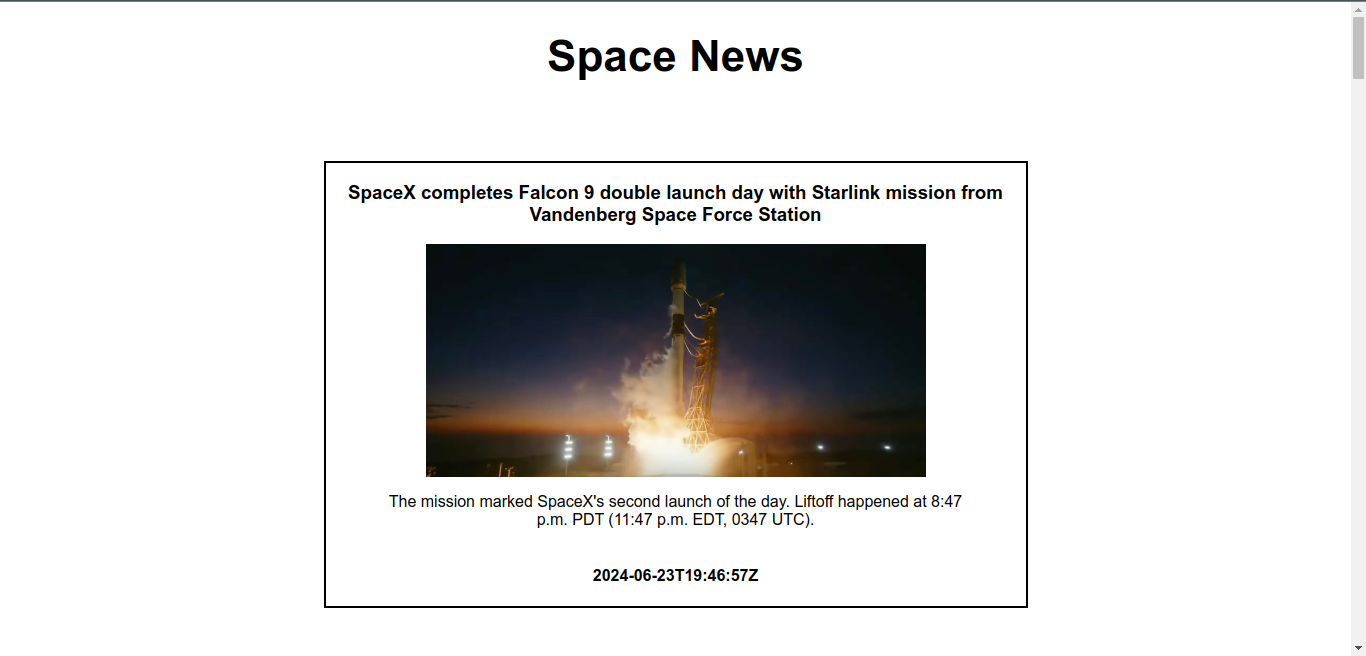 Space News
SpaceX completes Falcon 9 double launch day with Starlink mission from
Vandenberg Space Force Station
The mission marked SpaceX's second launch of the day. Liftoff happened at 8:47
p.m. PDT (11:47 p.m. EDT, 0347 UTC).
2024-06-23T19:46:57Z